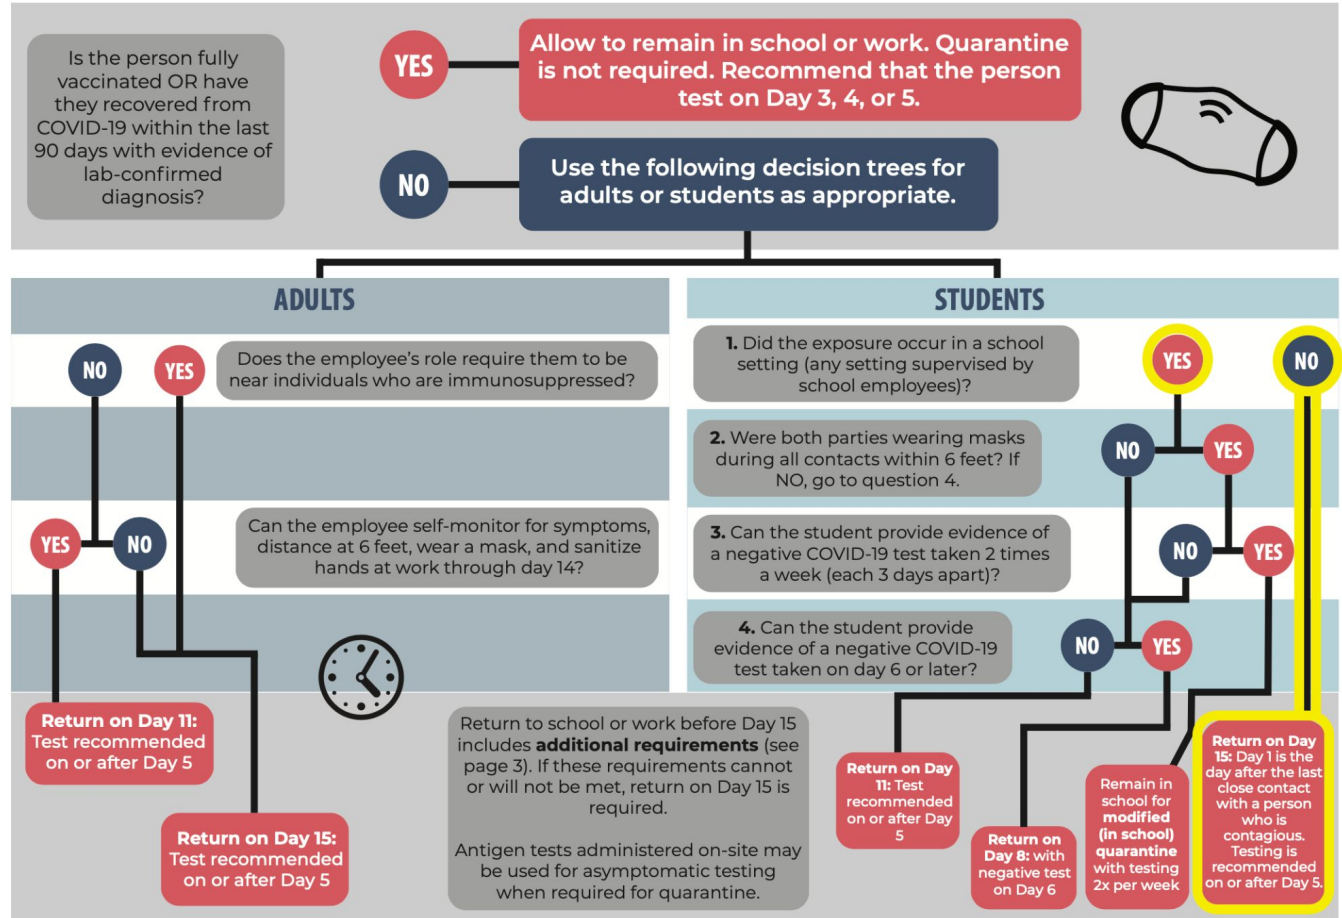 Is the person fully
vaccinated OR have
they recovered from
COVID-19 within the last
90 days with evidence of
lab-confirmed
diagnosis?
YES
Allow to remain in school or work. Quarantine
is not required. Recommend that the person
test on Day 3, 4, or 5.
NO
Use the following decision trees for
adults or students as appropriate.
ADULTS
NO
YES
Does the employee's role require them to be
near individuals who are immunosuppressed?
YES
NO
Can the employee self-monitor for symptoms,
distance at 6 feet, wear a mask, and sanitize
hands at work through day 14?
Return on Day 11:
Test recommended
on or after Day 5
Return on Day 15:
Test recommended
on or after Day 5
STUDENTS
1. Did the exposure occur in a school
setting (any setting supervised by
school employees)?
YES
NO
2. Were both parties wearing masks
during all contacts within 6 feet? If
NO, go to question 4.
NO
YES
3. Can the student provide evidence of
a negative COVID-19 test taken 2 times
a week (each 3 days apart)?
NO
YES
4. Can the student provide
evidence of a negative COVID-19
test taken on day 6 or later?
NO
YES
Return to school or work before Day 15
includes additional requirements (see
page 3). If these requirements cannot
or will not be met, return on Day 15 is
required.
Antigen tests administered on-site may
be used for asymptomatic testing
when required for quarantine.
Return on Day
11: Test
recommended
on or after Day
5
Return on
Day 8: with
negative test
on Day 6
Remain in
school for
modified
(in school)
quarantine
with testing
2x per week
Return on Day
15: Day 1 is the
day after the last
close contact
with a person
who is
contagious.
Testing is
recommended
on or after Day 5.